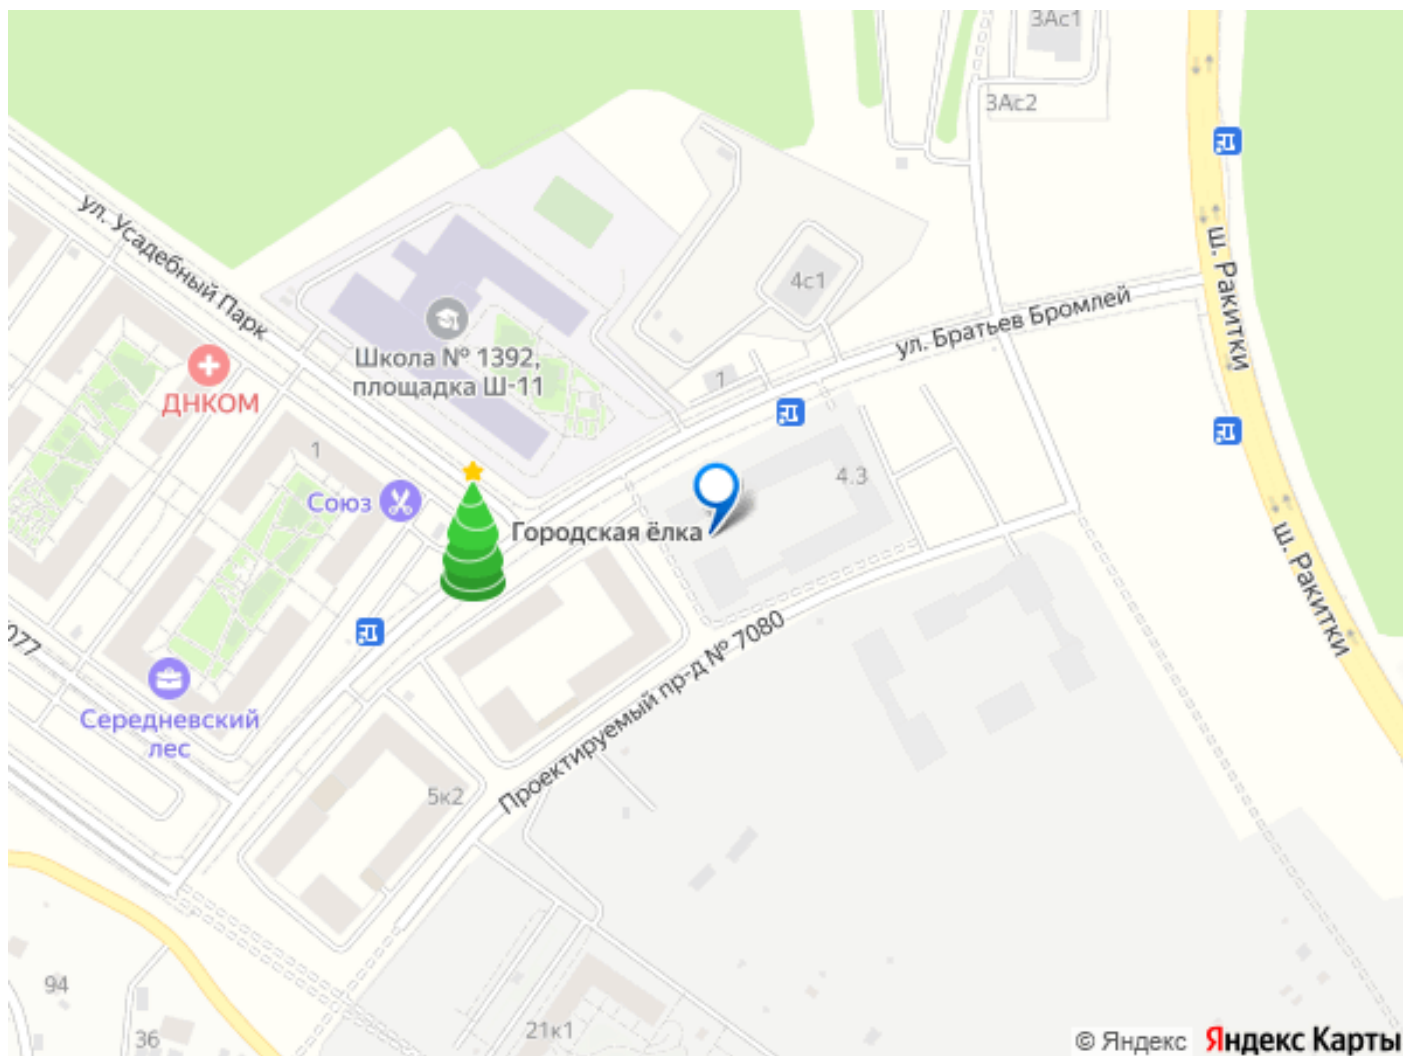 3Ас1
3Ас2
ул. Усадебный Парк
ш. Ракитки
4с1
ул. Братьев Бромлей
Школа № 1392,
площадка Ш-11
1
ДНКОМ
1
4.3
Союз
Городская ёлка
ш. Ракитки
077
Проектируемый пр-д № 7080
Середневский
лес
5к2
94
36
21к1
© Яндекс Яндекс Карты